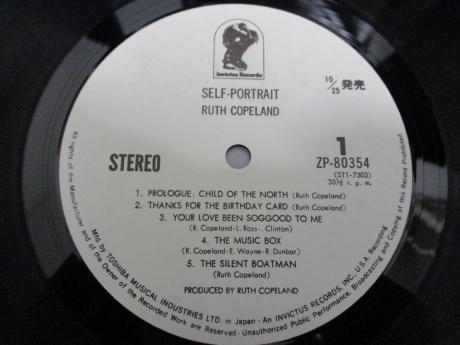 Invictus Records
SELF-PORTRAIT
RUTH COPELAND
10/25 発売
STEREO
1
ZP-80354
(ST1-7303)
33⅓ r. p. m.
1. PROLOGUE: CHILD OF THE NORTH (Ruth Copeland)
2. THANKS FOR THE BIRTHDAY CARD (Ruth Copeland)
3. YOUR LOVE BEEN SOGGOOD TO ME
(R. Copeland-L. Ross-. Clinton)
4. THE MUSIC BOX
(R. Copeland-E. Wayne-R. Dunbar)
5. THE SILENT BOATMAN
(Ruth Copeland)
PRODUCED BY RUTH COPELAND
All rights of the Manufacturer and of the Owner of the Recorded Work are Reserved-Unauthorized Public Performance, Broadcasting and Copying of this Record Prohibited
Mfd. by TOSHIBA MUSICAL INDUSTRIES LTD. in Japan - An INVICTUS RECORDS, INC., U.S.A. Recording